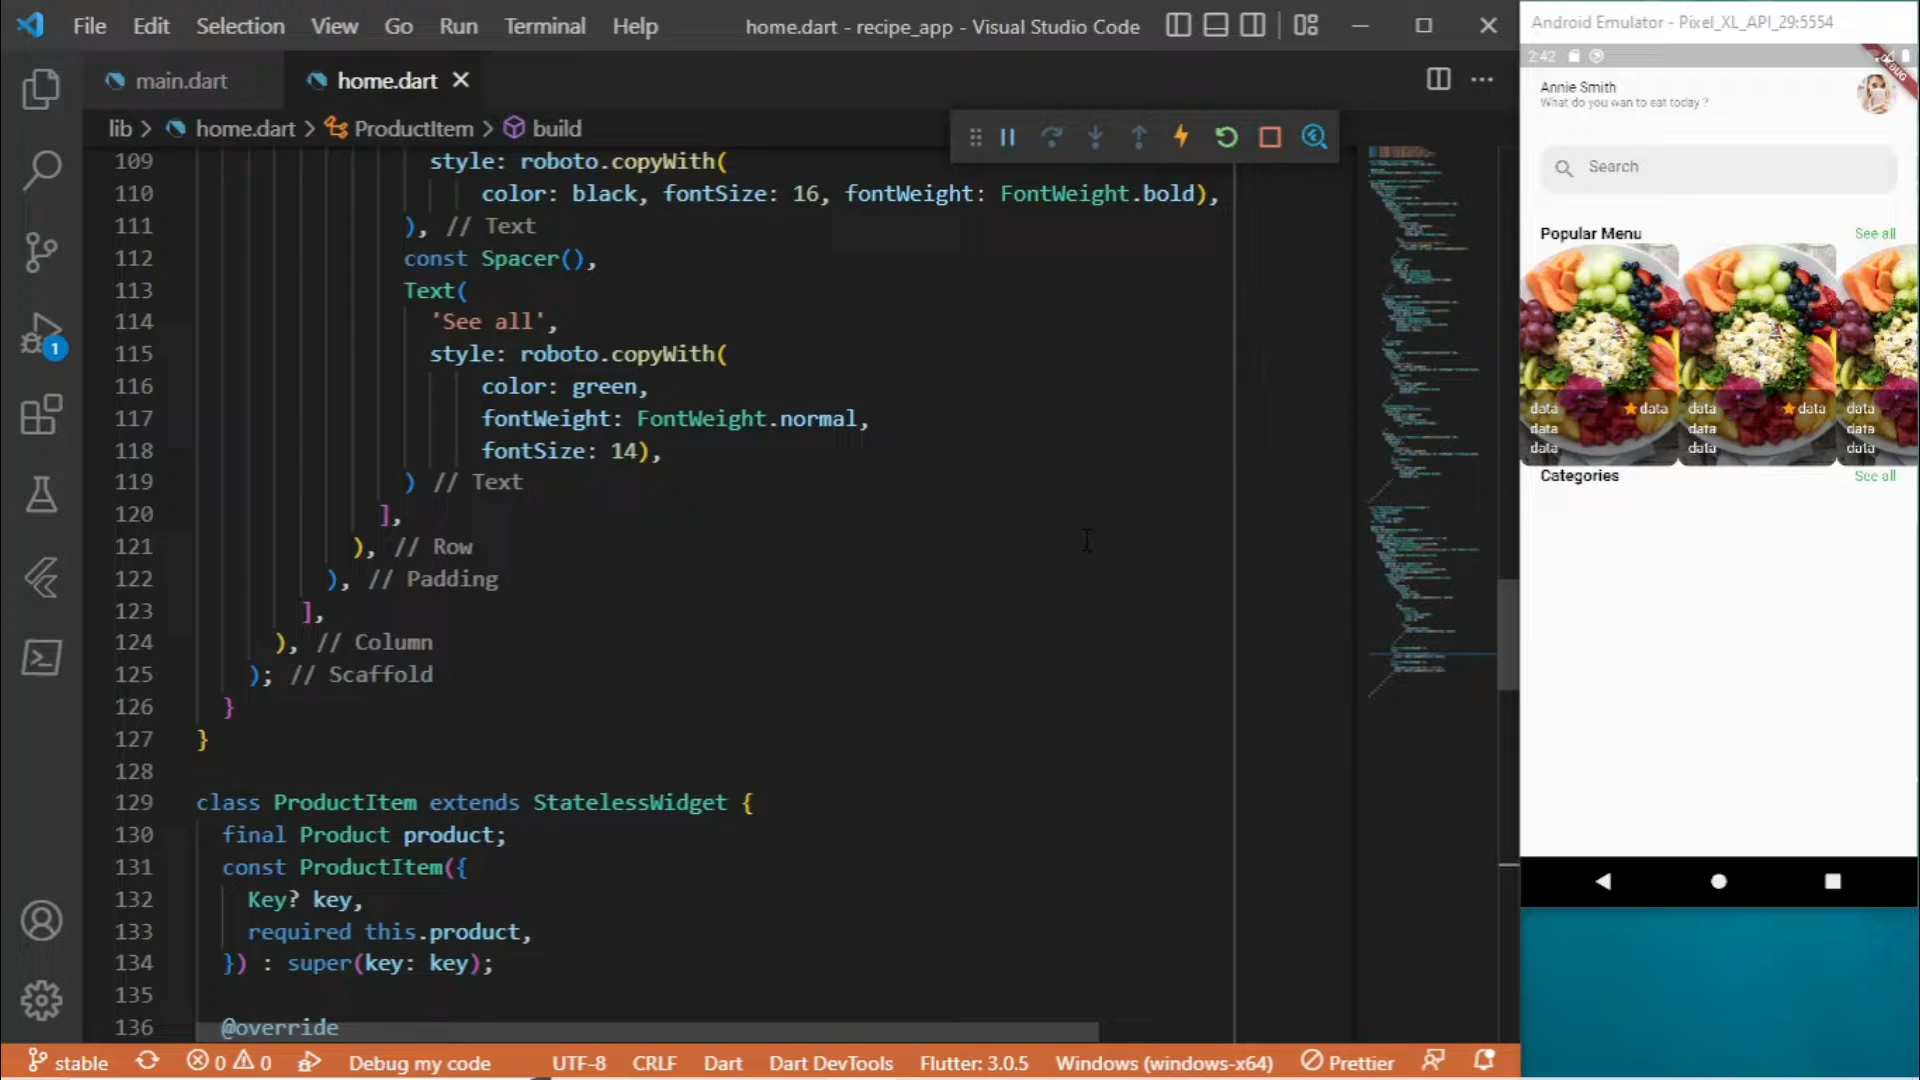 File Edit Selection View Go Run Terminal Help
home.dart - recipe_app - Visual Studio Code
main.dart
home.dart
lib > home.dart > ProductItem > build
109 style: roboto.copyWith(
110 color: black, fontSize: 16, fontWeight: FontWeight.bold),
111 ), // Text
112 const Spacer(),
113 Text(
114 'See all',
115 style: roboto.copyWith(
116 color: green,
117 fontWeight: FontWeight.normal,
118 fontSize: 14),
119 ) // Text
120 ],
121 ), // Row
122 ), // Padding
123 ],
124 ), // Column
125 ); // Scaffold
126 }
127 }
128
129 class ProductItem extends StatelessWidget {
130 final Product product;
131 const ProductItem({
132 Key? key,
133 required this.product,
134 }) : super(key: key);
135
136 @override
1
stable 0 0 Debug my code UTF-8 CRLF Dart Dart DevTools Flutter: 3.0.5 Windows (windows-x64) Prettier
Android Emulator - Pixel_XL_API_29:5554
2:42
Annie Smith
What do you wan to eat today ?
Search
Popular Menu See all
data data data data data
data data data
data data data
Categories See all